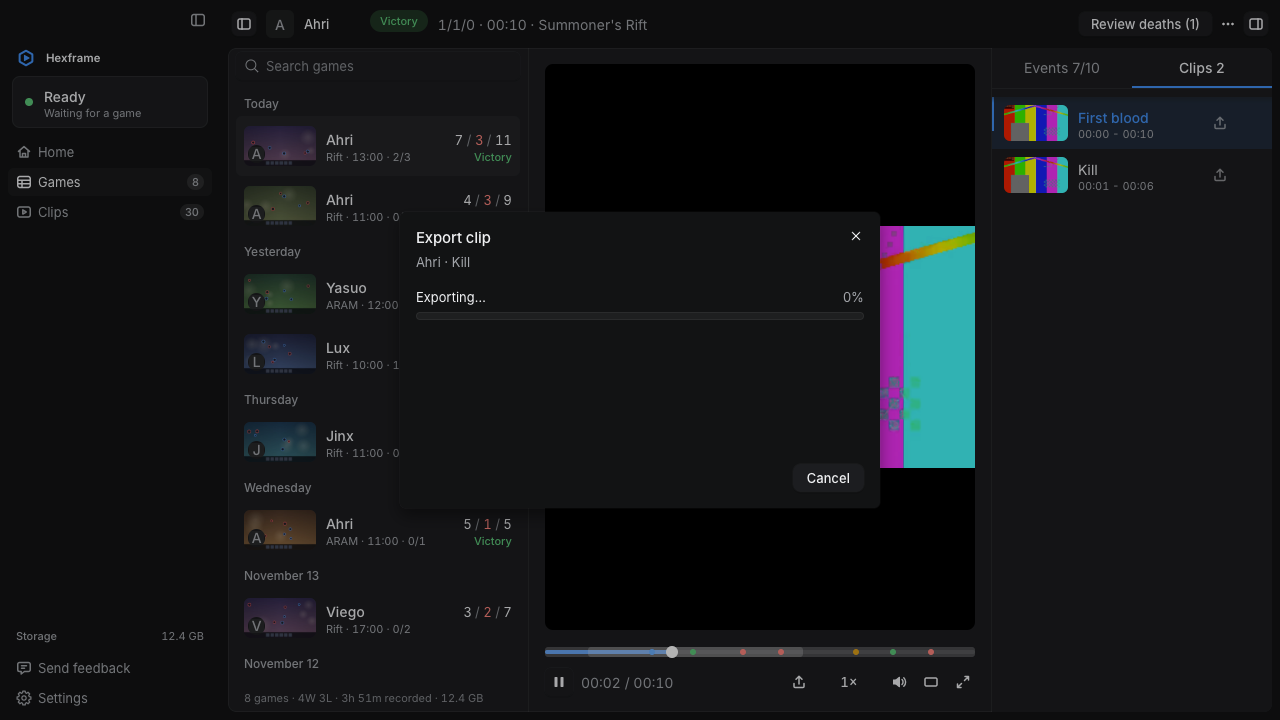 Hexframe
Ready
Waiting for a game
Home
Games 8
Clips 30
Storage 12.4 GB
Send feedback
Settings
A Ahri Victory 1/1/0 · 00:10 · Summoner's Rift
Review deaths (1)
Search games
Today
A Ahri 7 / 3 / 11
Rift · 13:00 · 2/3 Victory
A Ahri 4 / 3 / 9
Rift · 11:00 · 0
Yesterday
Y Yasuo
ARAM · 12:00
L Lux
Rift · 10:00 · 1
Thursday
J Jinx
Rift · 11:00 · 0
Wednesday
A Ahri 5 / 1 / 5
ARAM · 11:00 · 0/1 Victory
November 13
V Viego 3 / 2 / 7
Rift · 17:00 · 0/2
November 12
8 games · 4W 3L · 3h 51m recorded · 12.4 GB
Export clip
Ahri · Kill
Exporting... 0%
Cancel
00:02 / 00:10
1×
Events 7/10 Clips 2
First blood
00:00 - 00:10
Kill
00:01 - 00:06